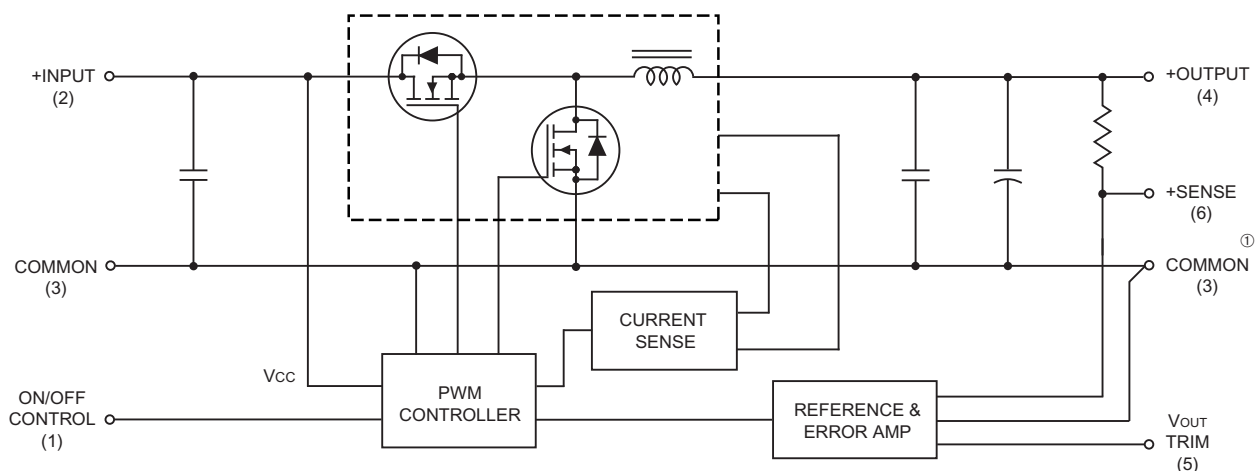 +INPUT
(2)
+OUTPUT
(4)
+SENSE
(6)
①
COMMON
(3)
COMMON
(3)
CURRENT
SENSE
VCC
PWM
CONTROLLER
ON/OFF
CONTROL
(1)
REFERENCE &
ERROR AMP
VOUT
TRIM
(5)